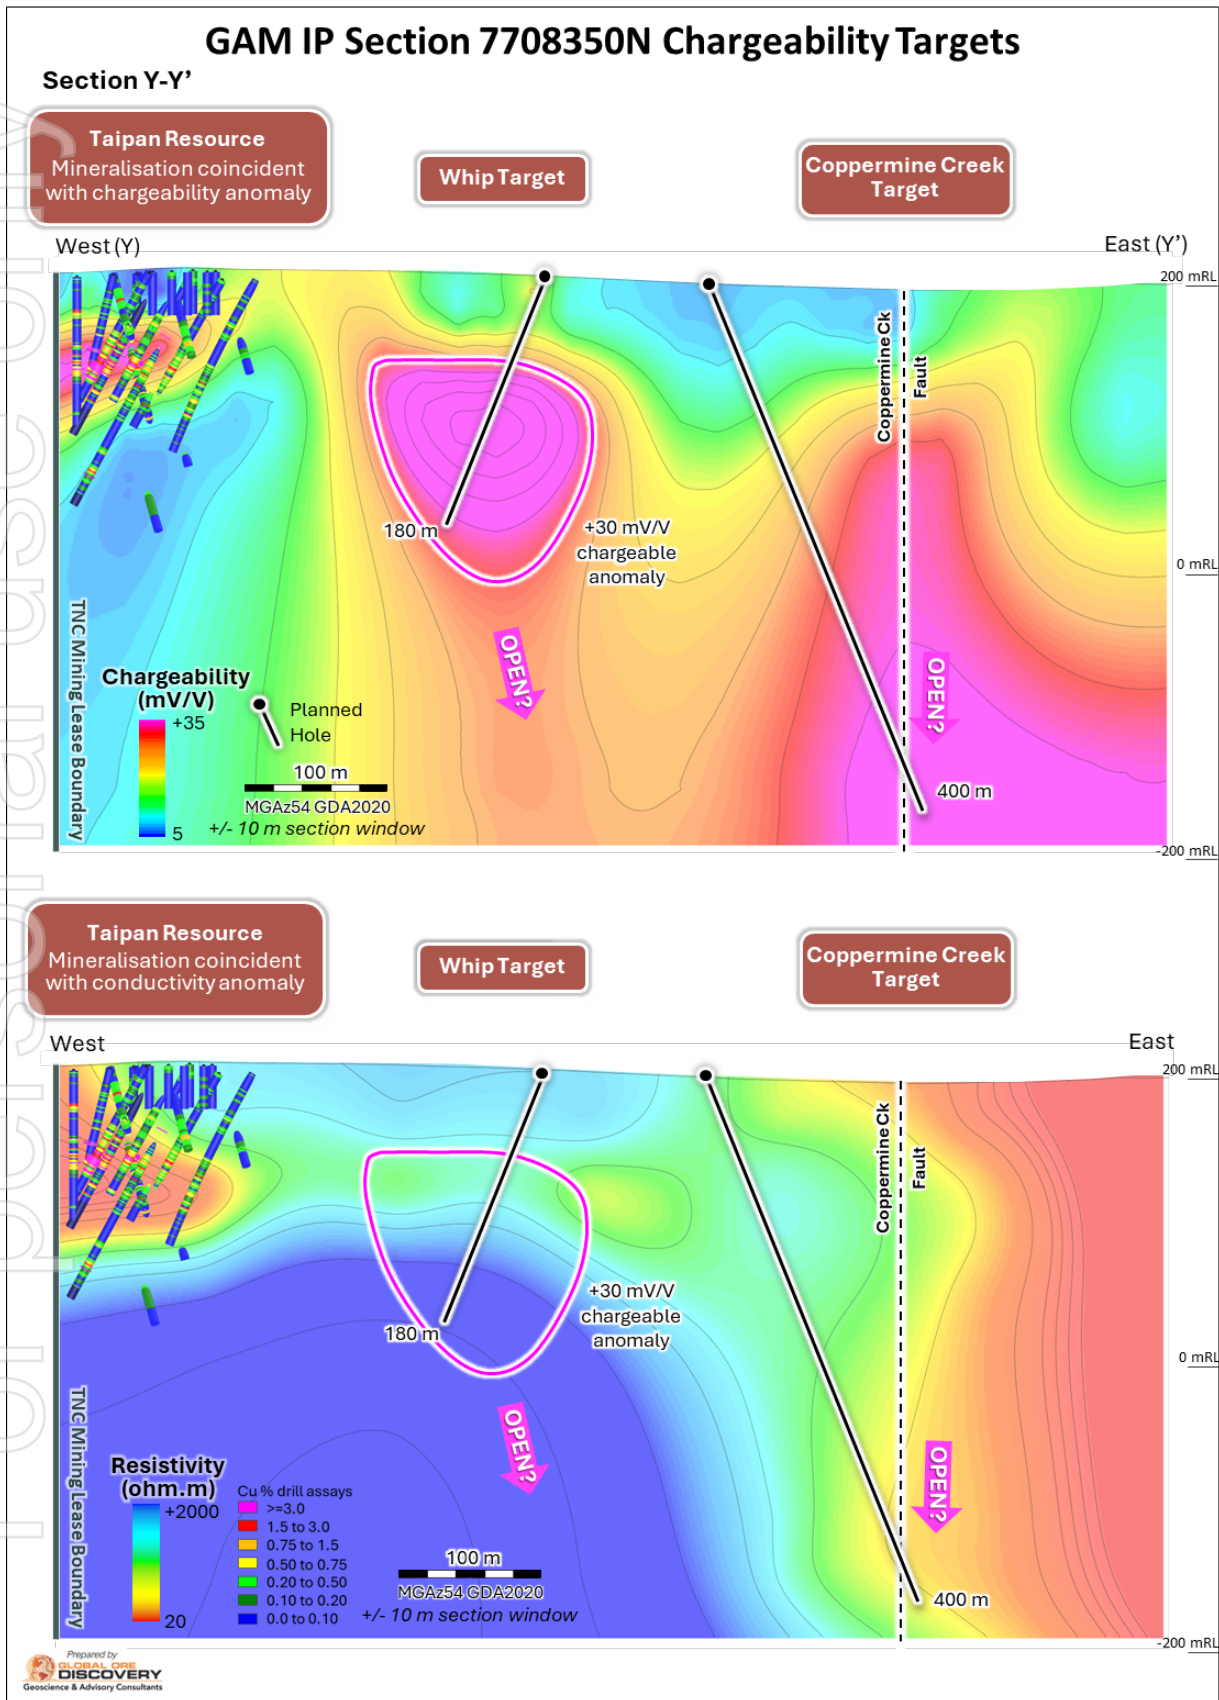 GAM IP Section 7708350N Chargeability Targets
Section Y-Y’
Taipan Resource
Mineralisation coincident
with chargeability anomaly
Whip Target
Coppermine Creek
Target
West (Y)
East (Y’)
200 mRL
Coppermine Ck
Fault
180 m
+30 mV/V
chargeable
anomaly
0 mRL
OPEN?
OPEN?
TNC Mining Lease Boundary
Chargeability
(mV/V)
+35
5
Planned
Hole
100 m
MGAz54 GDA2020
+/- 10 m section window
400 m
-200 mRL
Taipan Resource
Mineralisation coincident
with conductivity anomaly
Whip Target
Coppermine Creek
Target
West
East
200 mRL
Coppermine Ck
Fault
+30 mV/V
chargeable
anomaly
180 m
0 mRL
OPEN?
OPEN?
TNC Mining Lease Boundary
Resistivity
(ohm.m)
+2000
20
Cu % drill assays
>=3.0
1.5 to 3.0
0.75 to 1.5
0.50 to 0.75
0.20 to 0.50
0.10 to 0.20
0.0 to 0.10
100 m
MGAz54 GDA2020
+/- 10 m section window
400 m
-200 mRL
Prepared by
GLOBAL ORE
DISCOVERY
Geoscience & Advisory Consultants
For personal use only